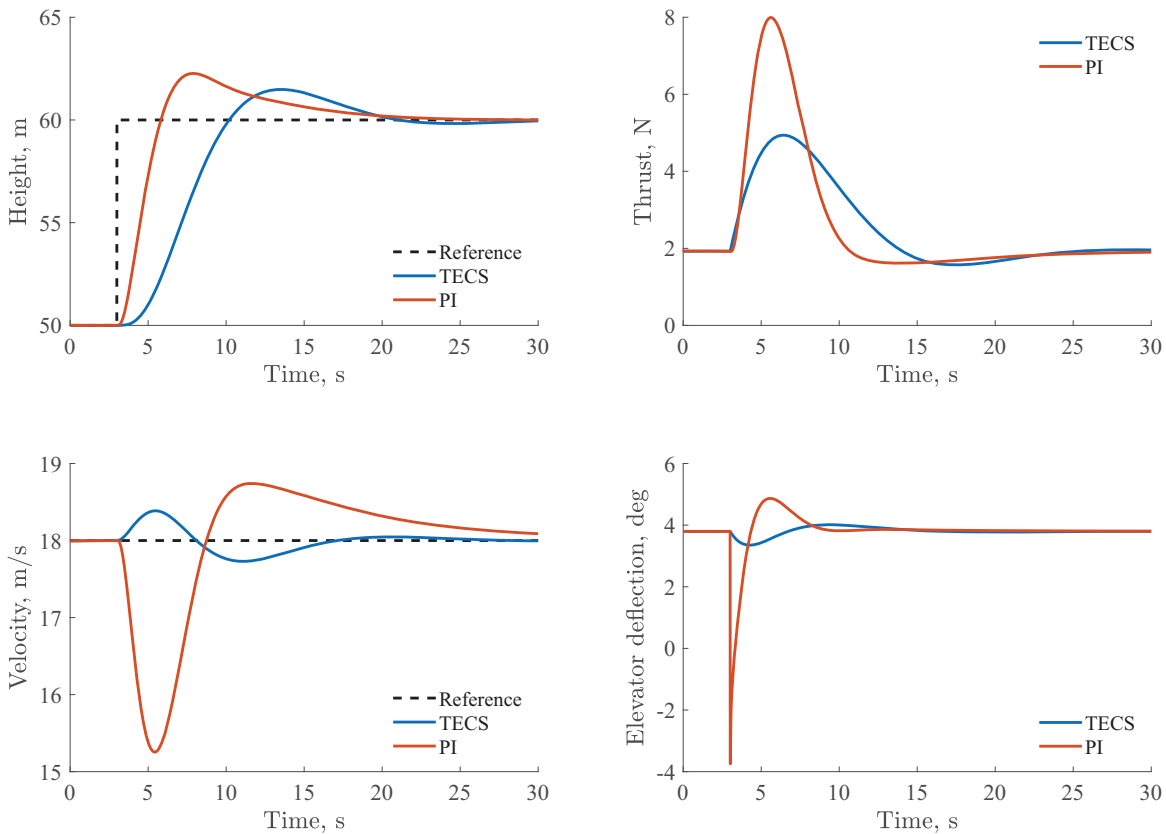 65
60
55
50
Height, m
0 5 10 15 20 25 30
Time, s
Reference
TECS
PI
8
6
4
2
0
Thrust, N
0 5 10 15 20 25 30
Time, s
TECS
PI
19
18
17
16
15
Velocity, m/s
0 5 10 15 20 25 30
Time, s
Reference
TECS
PI
6
4
2
0
-2
-4
Elevator deflection, deg
0 5 10 15 20 25 30
Time, s
TECS
PI